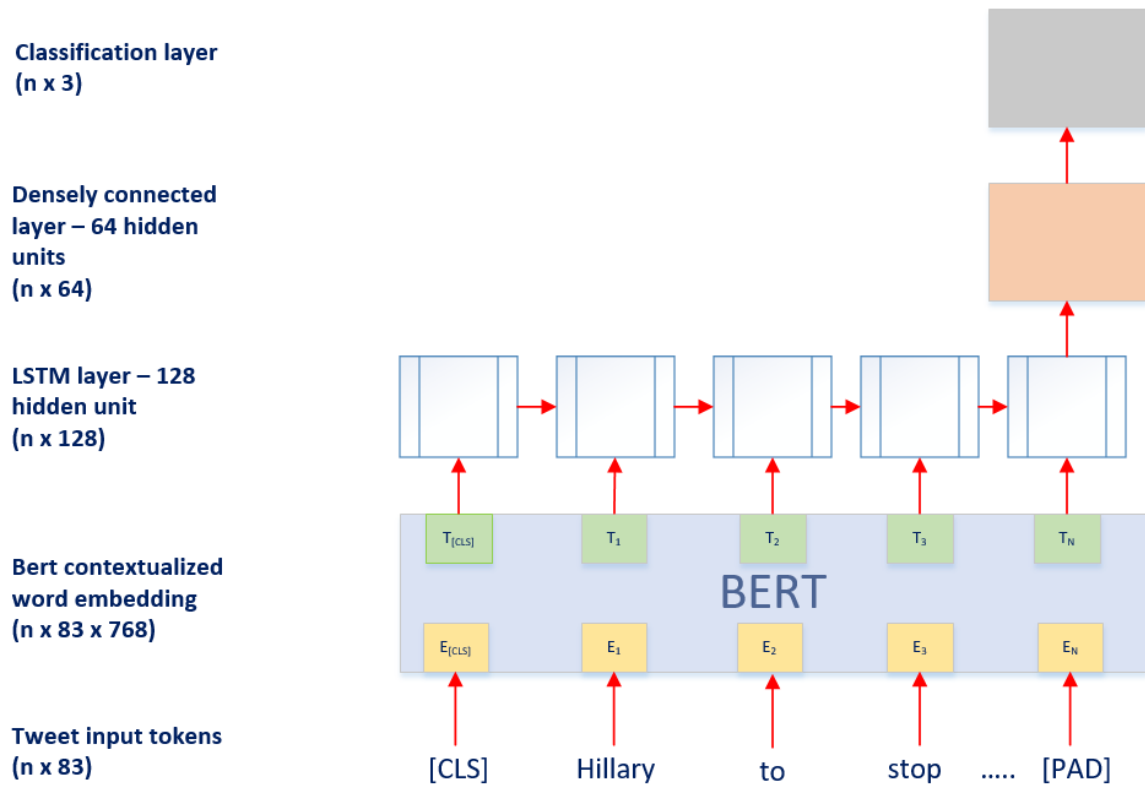 Classification layer
(n x 3)
Densely connected
layer – 64 hidden
units
(n x 64)
LSTM layer – 128
hidden unit
(n x 128)
Bert contextualized
word embedding
(n x 83 x 768)
T[CLS] T1 T2 T3 TN
BERT
E[CLS] E1 E2 E3 EN
Tweet input tokens
(n x 83)
[CLS] Hillary to stop ..... [PAD]